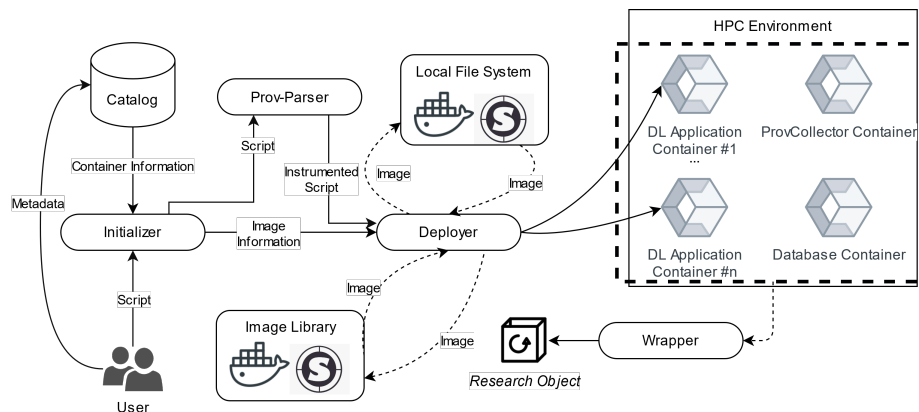 HPC Environment
Local File System
Catalog
Prov-Parser
DL Application
Container #1
...
ProvCollector Container
Script
Container Information
Instrumented
Script
Image
Image
Metadata
Initializer
Image
Information
Deployer
DL Application
Container #n
Database Container
Script
Image
Image Library
Image
S
S
Wrapper
Research Object
User